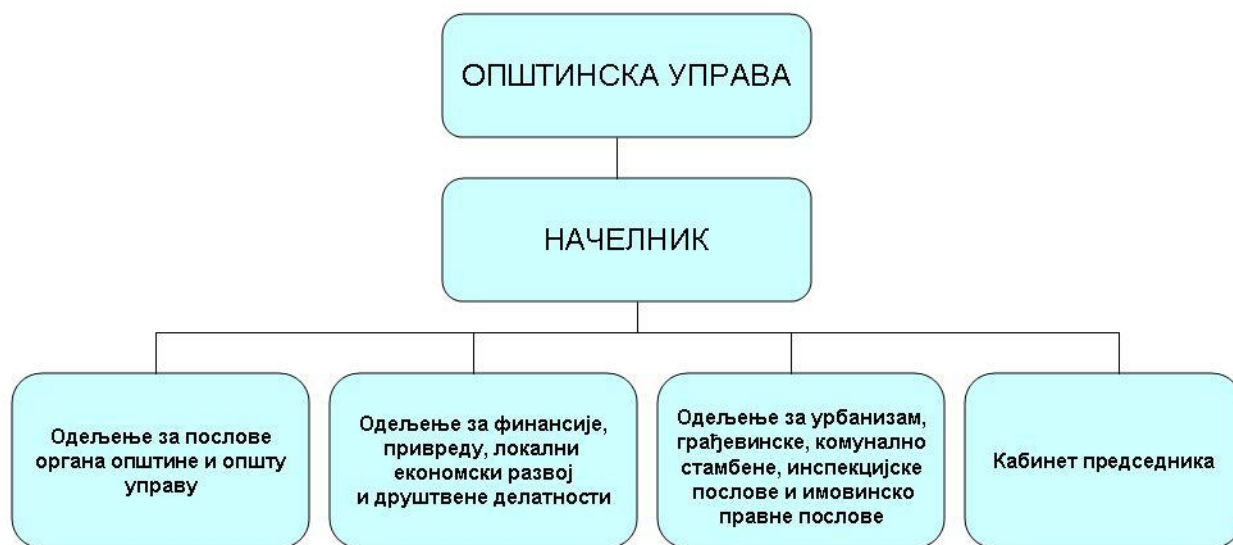 ОПШТИНСКА УПРАВА
НАЧЕЛНИК
Одељење за послове
органа општине и општу
управу
Одељење за финансије,
привреду, локални
економски развој
и друштвене делатности
Одељење за урбанизам,
грађевинске, комунално
стамбене, инспекцијске
послове и имовинско
правне послове
Кабинет председника